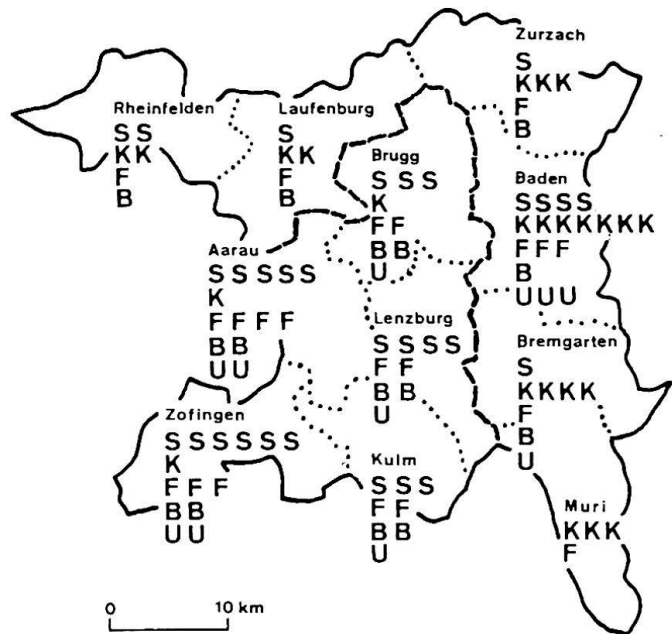 Zurzach
S
KKK
F
B
Rheinfelden
S S
K K
F
B
Laufenburg
S
K K
F
B
Brugg
S S S
K
F F
B B
U
Baden
S S S S
K K K K K K K
F F F
B
U U U
Aarau
S S S S S
K
F F F F
B B
U U
Lenzburg
S S S S
F F
B B
U
Bremgarten
S
K K K K
F
B
U
Zofingen
S S S S S S
K
F F F
B B
U U
Kulm
S S S
F F
B B
U
Muri
K K K
F
0 10 km